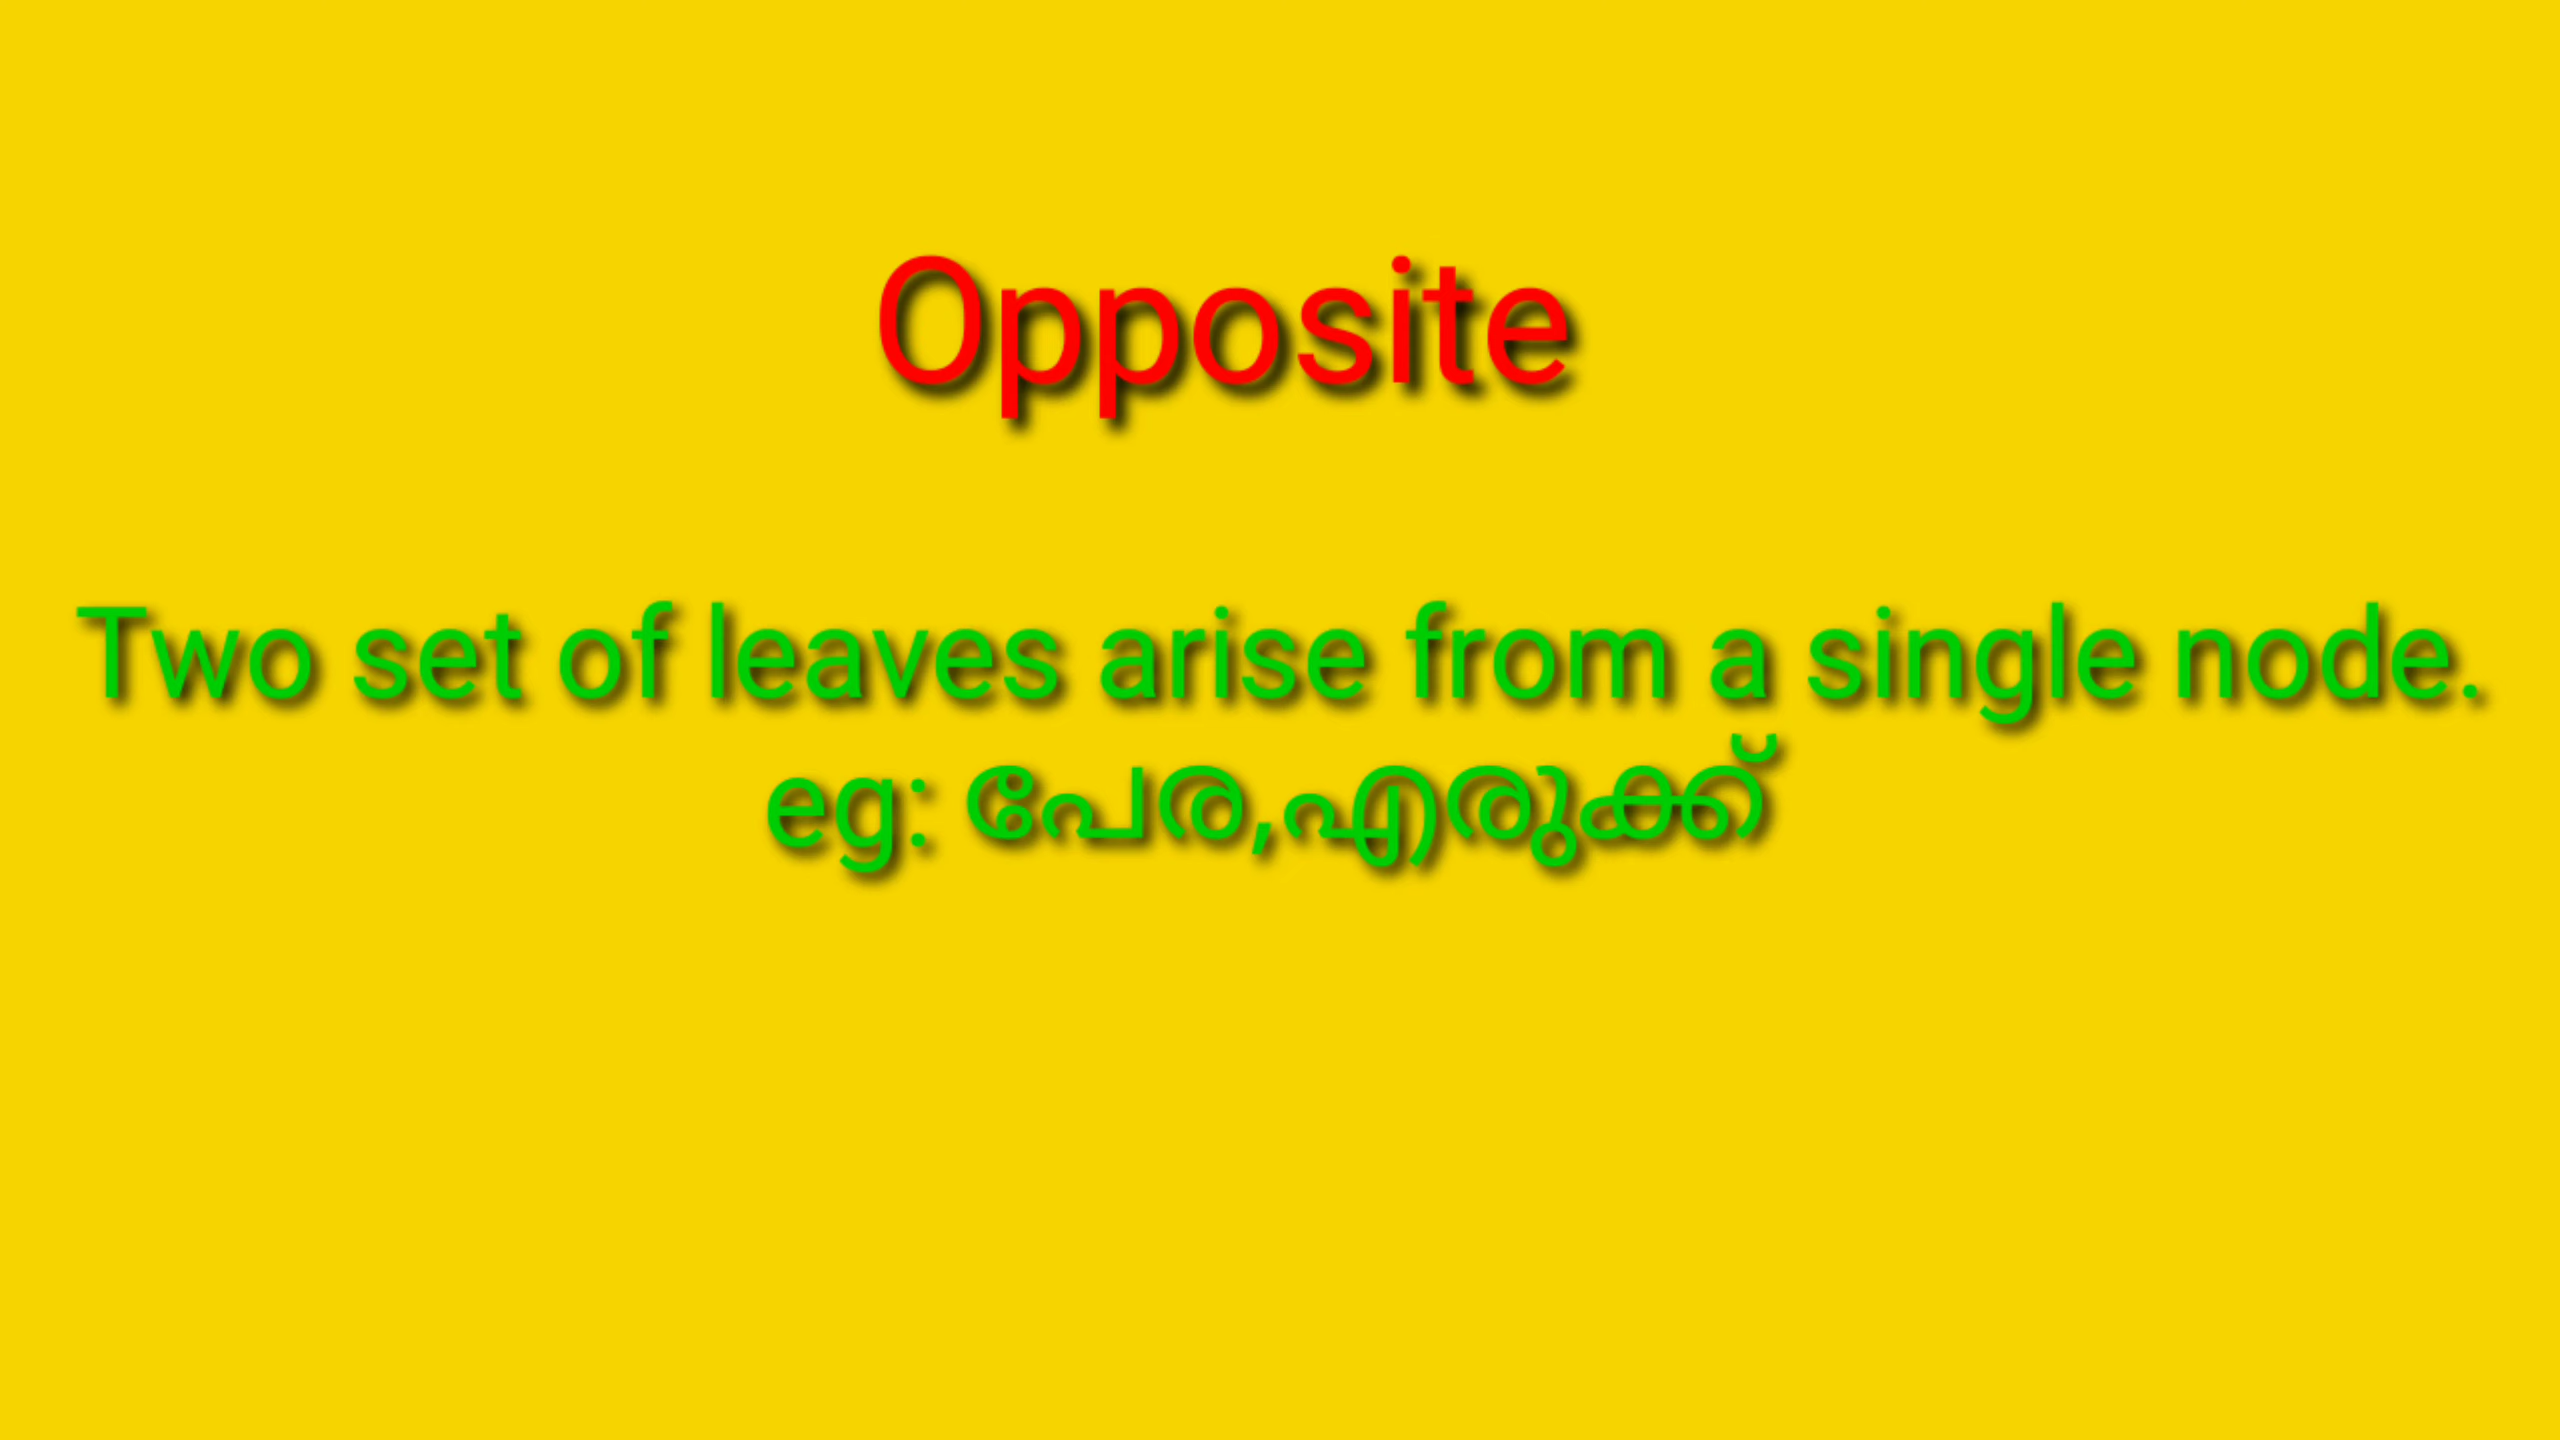 Opposite
Two set of leaves arise from a single node.
eg: പേര,എരുക്ക്